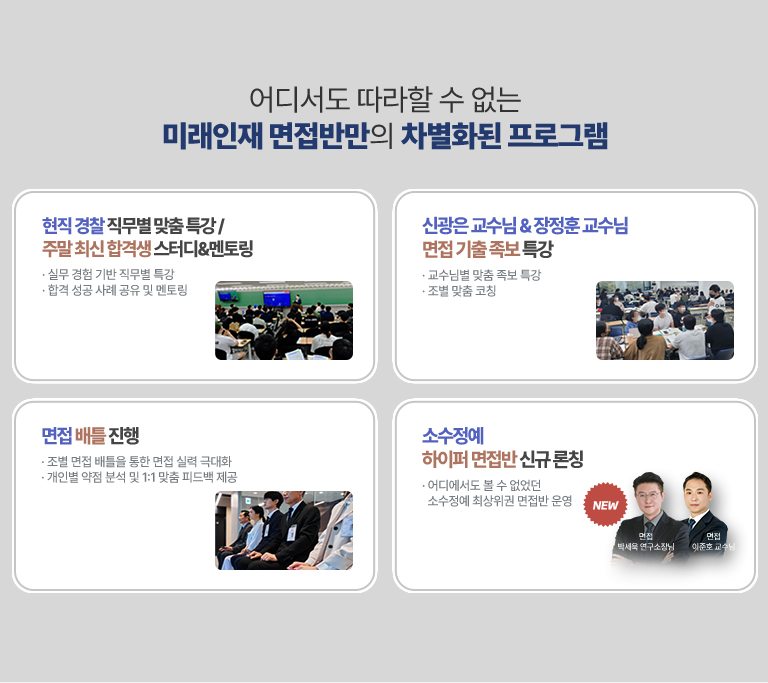 어디서도 따라할 수 없는
미래인재 면접반만의 차별화된 프로그램
현직 경찰 직무별 맞춤 특강 /
주말 최신 합격생 스터디&멘토링
· 실무 경험 기반 직무별 특강
· 합격 성공 사례 공유 및 멘토링
신광은 교수님 & 장정훈 교수님
면접 기출 족보 특강
· 교수님별 맞춤 족보 특강
· 조별 맞춤 코칭
면접 배틀 진행
· 조별 면접 배틀을 통한 면접 실력 극대화
· 개인별 약점 분석 및 1:1 맞춤 피드백 제공
소수정예
하이퍼 면접반 신규 론칭
· 어디에서도 볼 수 없었던
소수정예 최상위권 면접반 운영
NEW
면접
박세욱 연구소장님
면접
이준호 교수님